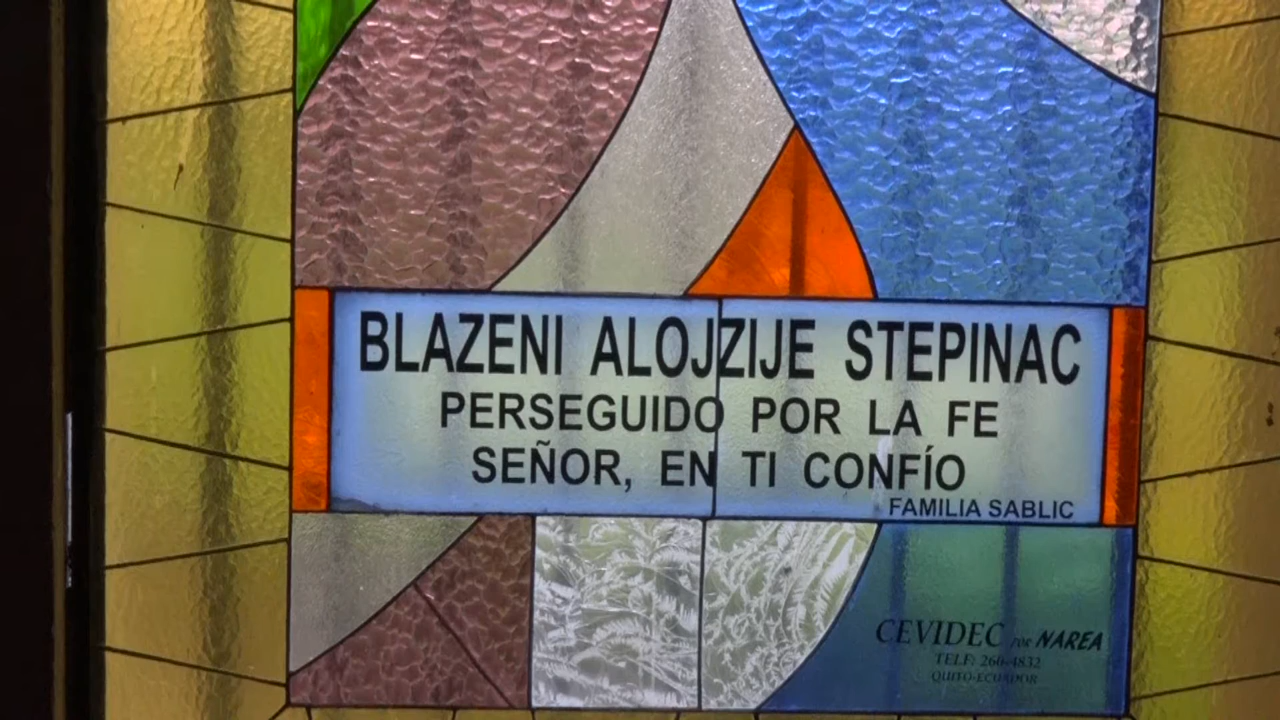 BLAZENI ALOJZIJE STEPINAC
PERSEGUIDO POR LA FE
SEÑOR, EN TI CONFÍO
FAMILIA SABLIC
CEVIDEC POR NAREA
TELF: 260-4832
QUITO-ECUADOR